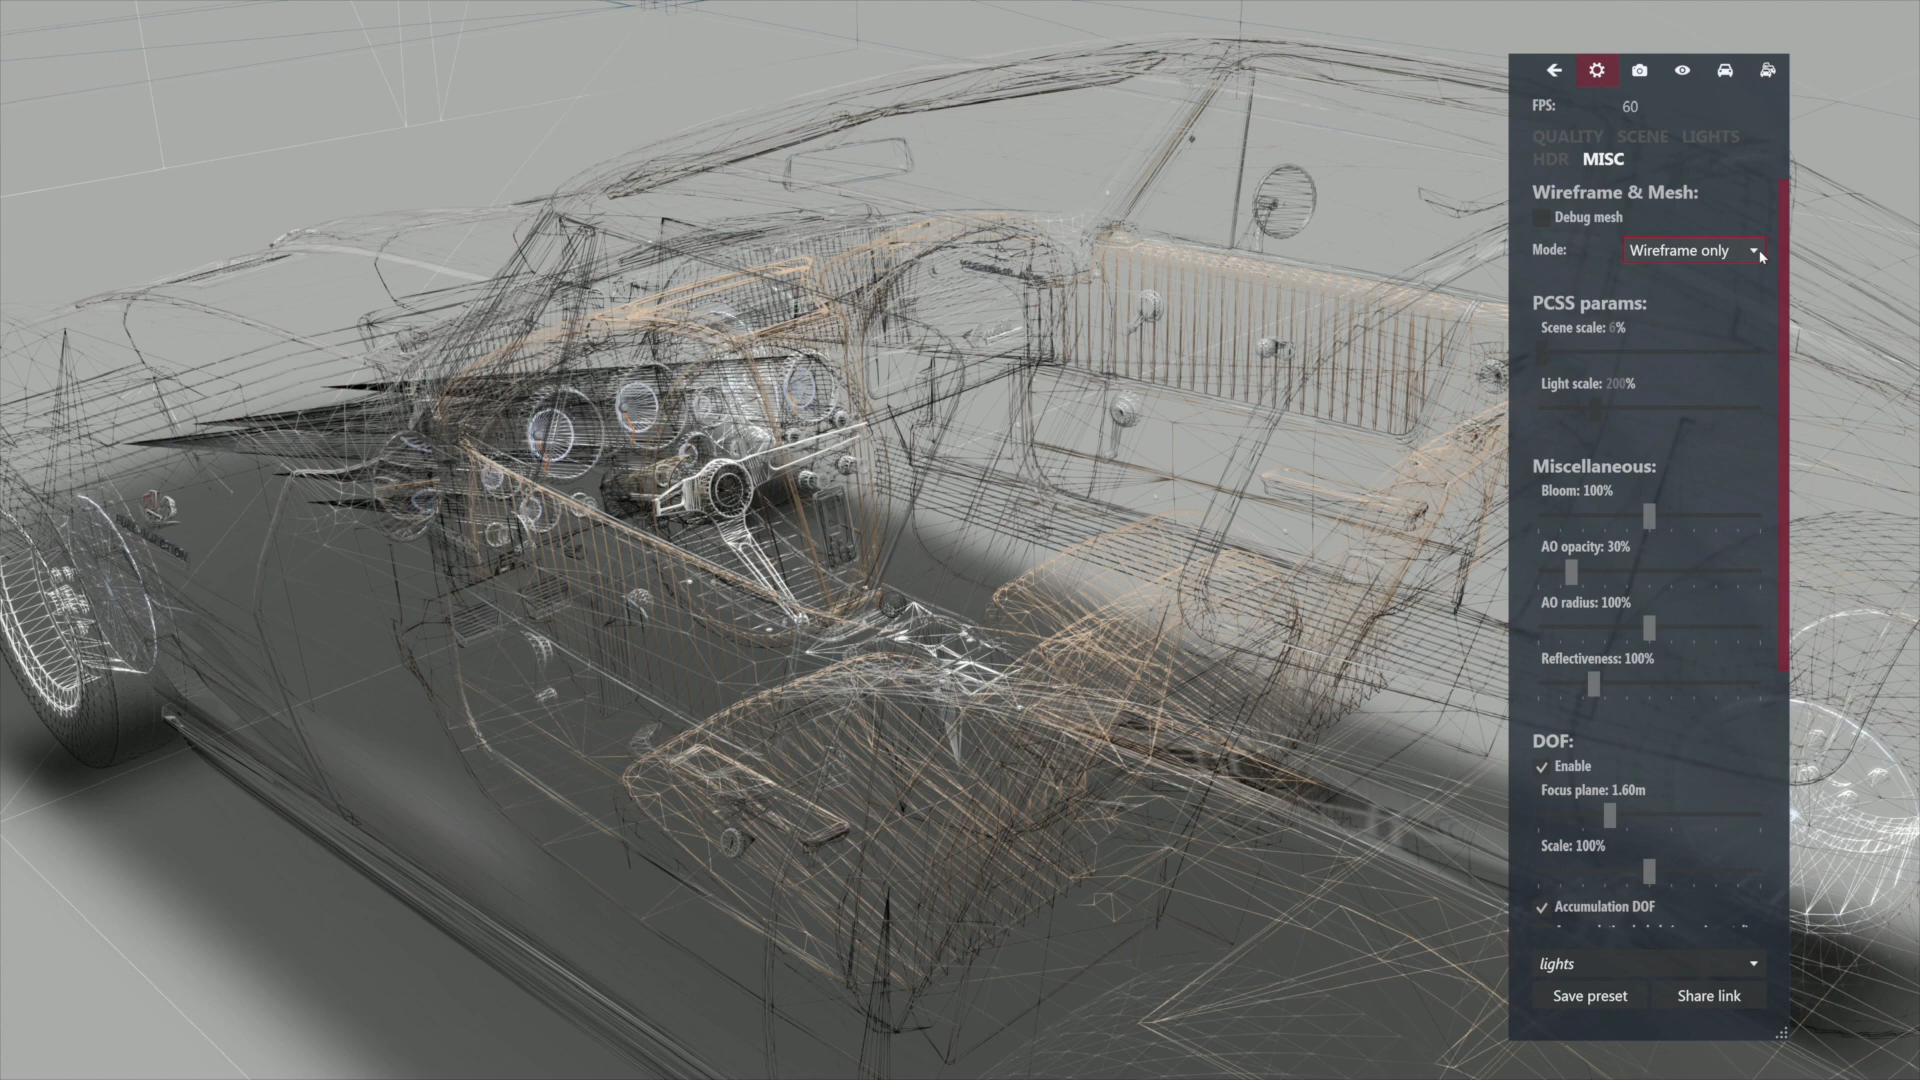 FPS: 60
QUALITY SCENE LIGHTS
HDR MISC
Wireframe & Mesh:
Debug mesh
Mode: Wireframe only
PCSS params:
Scene scale: 6%
Light scale: 200%
Miscellaneous:
Bloom: 100%
AO opacity: 30%
AO radius: 100%
Reflectiveness: 100%
DOF:
Enable
Focus plane: 1.60m
Scale: 100%
Accumulation DOF
lights
Save preset Share link